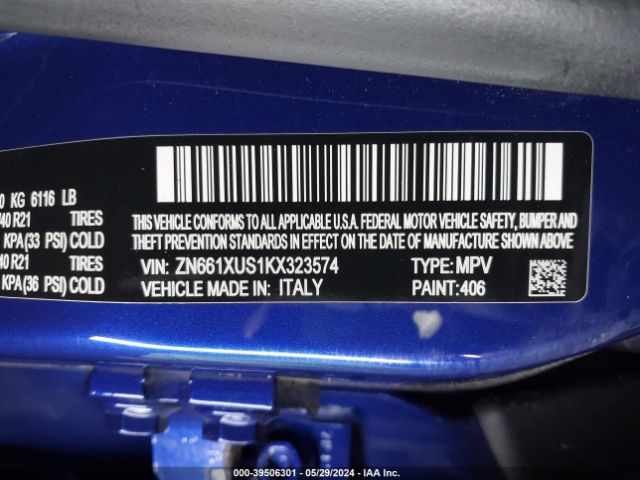 0 KG 6116 LB
/40 R21 TIRES
KPA(33 PSI) COLD
40 R21 TIRES
KPA(36 PSI) COLD
THIS VEHICLE CONFORMS TO ALL APPLICABLE U.S.A. FEDERAL MOTOR VEHICLE SAFETY, BUMPER AND
THEFT PREVENTION STANDARDS IN EFFECT ON THE DATE OF MANUFACTURE SHOWN ABOVE.
VIN: ZN661XUS1KX323574 TYPE: MPV
VEHICLE MADE IN: ITALY PAINT: 406
000-39506301 - 05/29/2024 - IAA Inc.